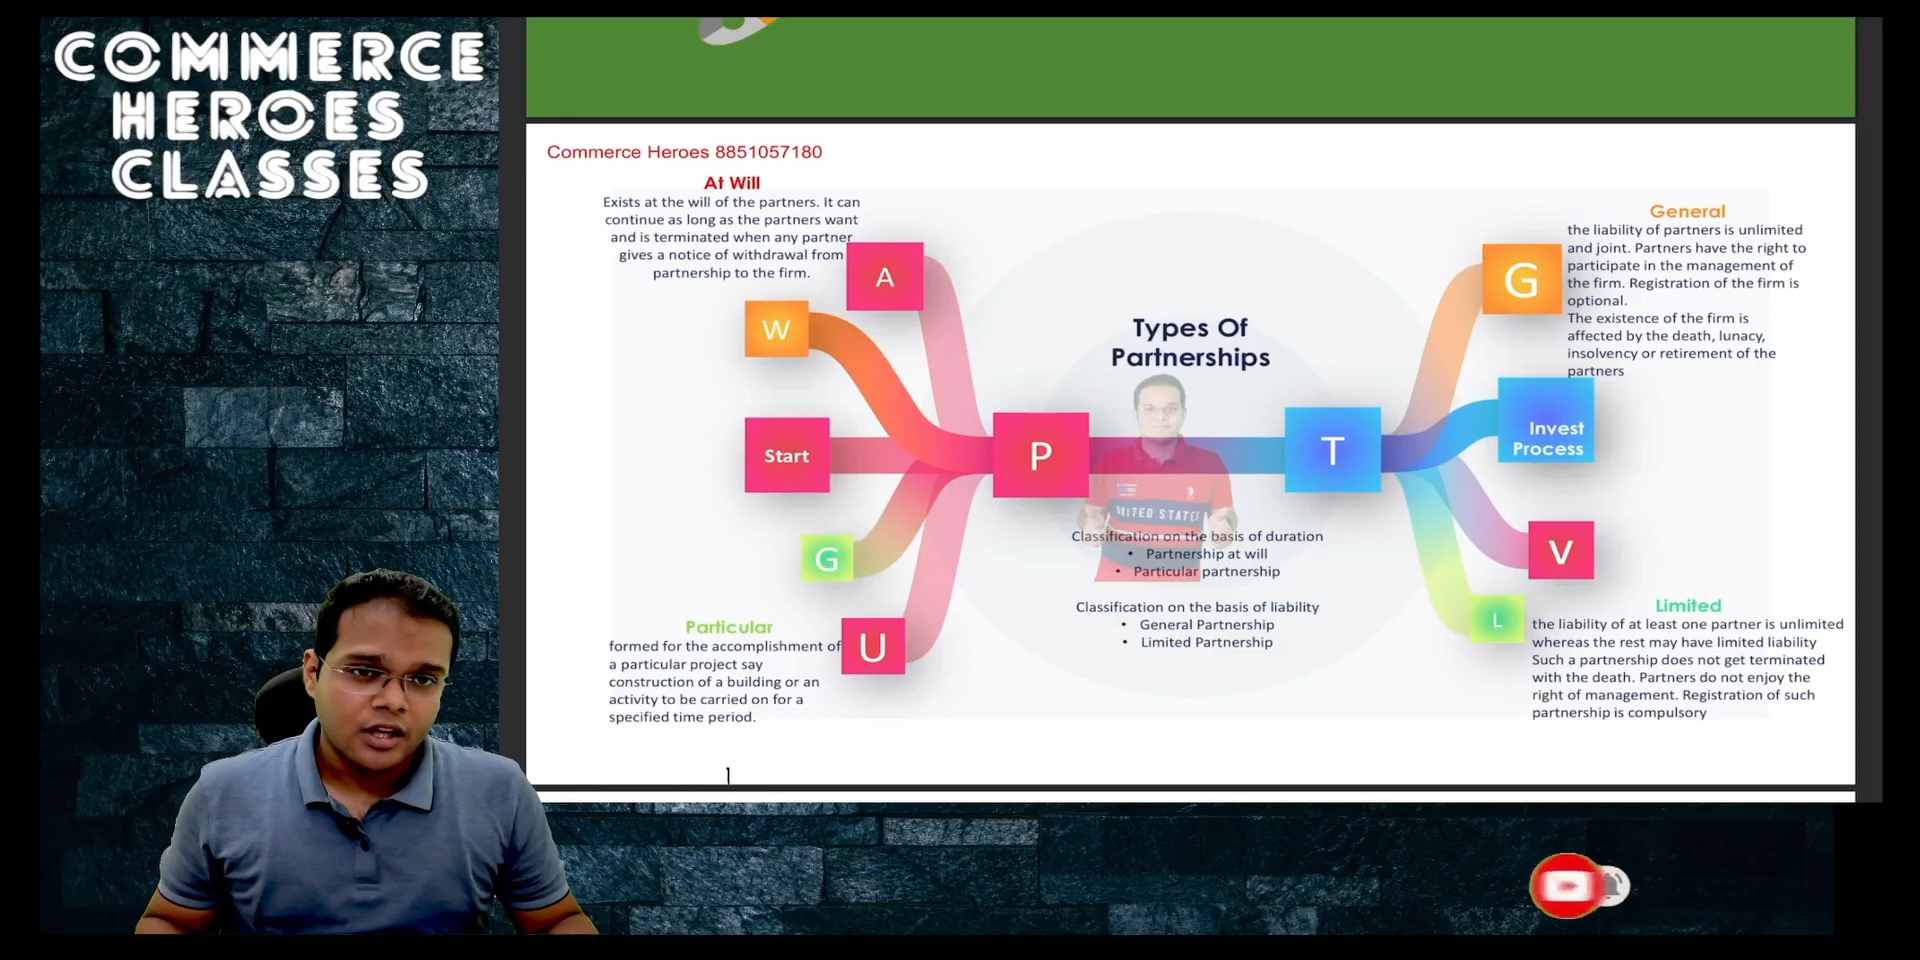 COMMERCE
HEROES
CLASSES
Commerce Heroes 8851057180
At Will
Exists at the will of the partners. It can
continue as long as the partners want
and is terminated when any partner
gives a notice of withdrawal from
partnership to the firm.
A
W
Start
G
U
Particular
formed for the accomplishment of
a particular project say
construction of a building or an
activity to be carried on for a
specified time period.
Types Of
Partnerships
P
T
UNITED STATES
Classification on the basis of duration
• Partnership at will
• Particular partnership
Classification on the basis of liability
• General Partnership
• Limited Partnership
General
the liability of partners is unlimited
and joint. Partners have the right to
participate in the management of
the firm. Registration of the firm is
optional.
The existence of the firm is
affected by the death, lunacy,
insolvency or retirement of the
partners
G
Invest
Process
V
L
Limited
the liability of at least one partner is unlimited
whereas the rest may have limited liability
Such a partnership does not get terminated
with the death. Partners do not enjoy the
right of management. Registration of such
partnership is compulsory